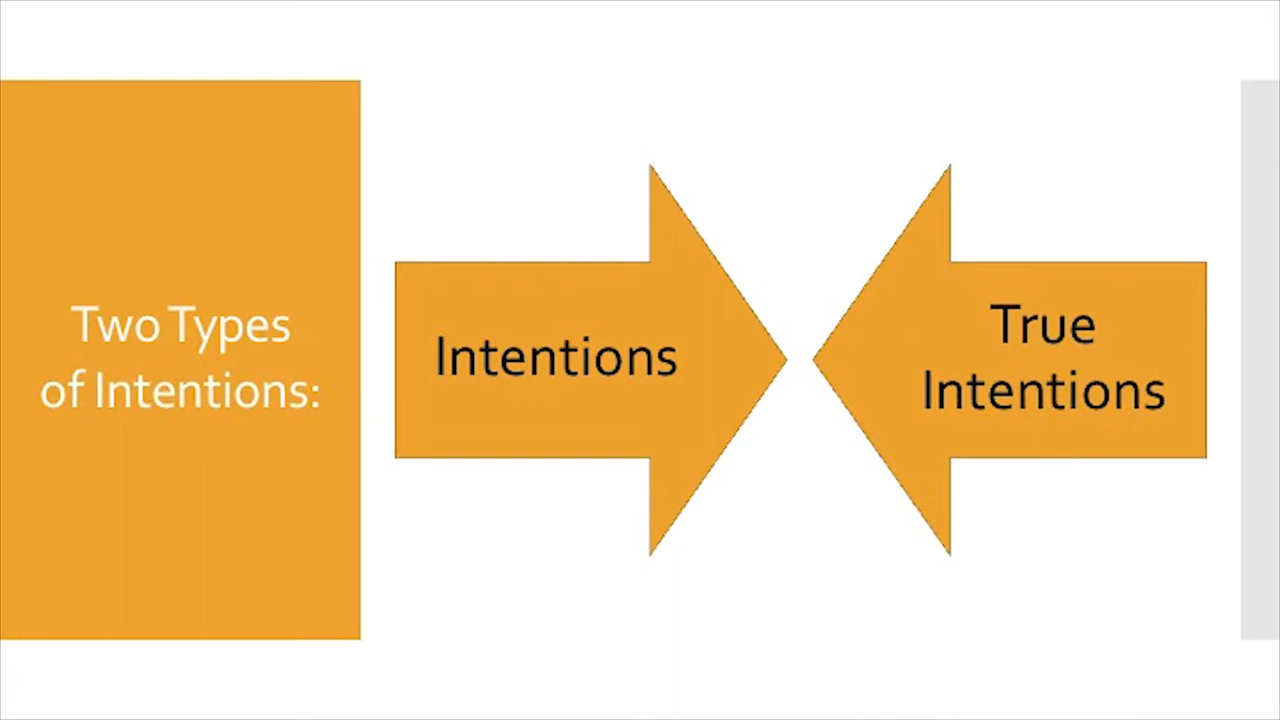 Two Types
of Intentions:
Intentions
True
Intentions